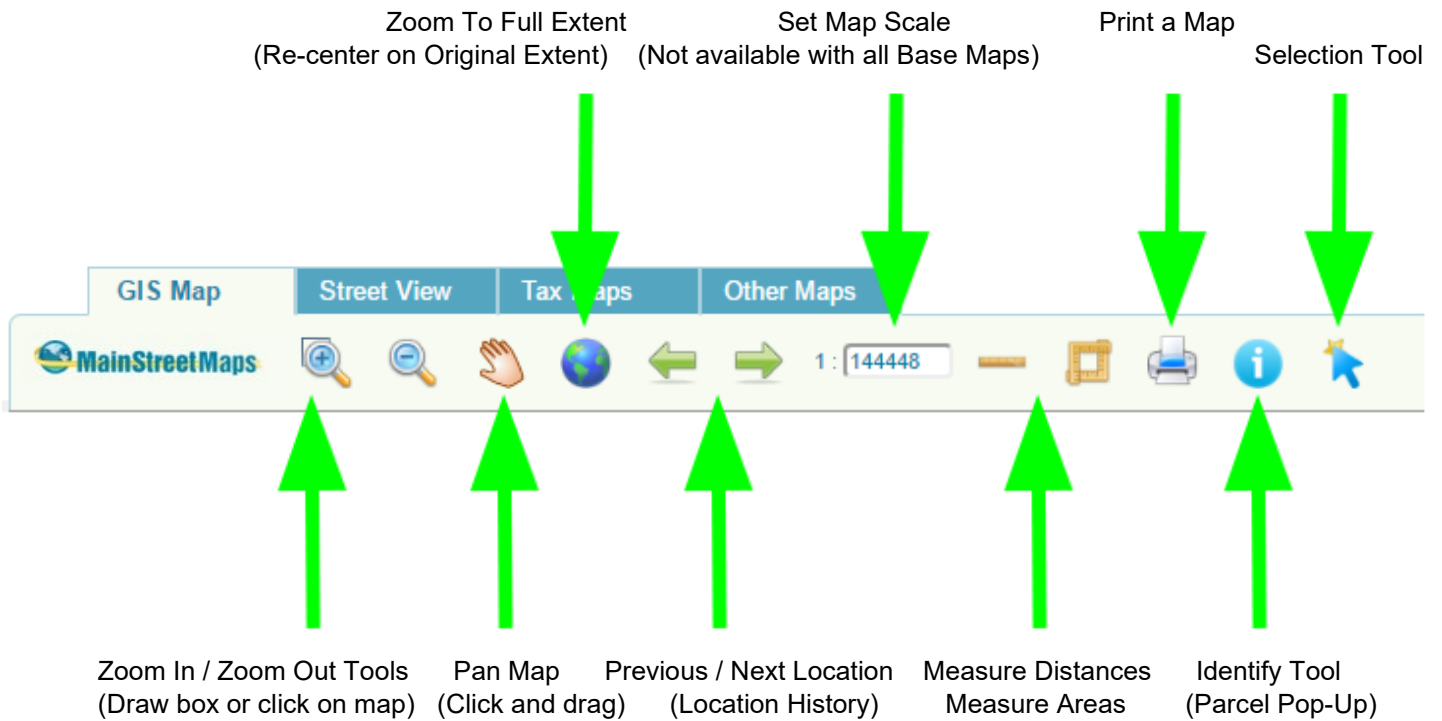 Zoom To Full Extent
(Re-center on Original Extent)
Set Map Scale
(Not available with all Base Maps)
Print a Map
Selection Tool
GIS Map
Street View
Tax Maps
Other Maps
MainStreetMaps
1 : 144448
i
Zoom In / Zoom Out Tools
(Draw box or click on map)
Pan Map
(Click and drag)
Previous / Next Location
(Location History)
Measure Distances
Measure Areas
Identify Tool
(Parcel Pop-Up)